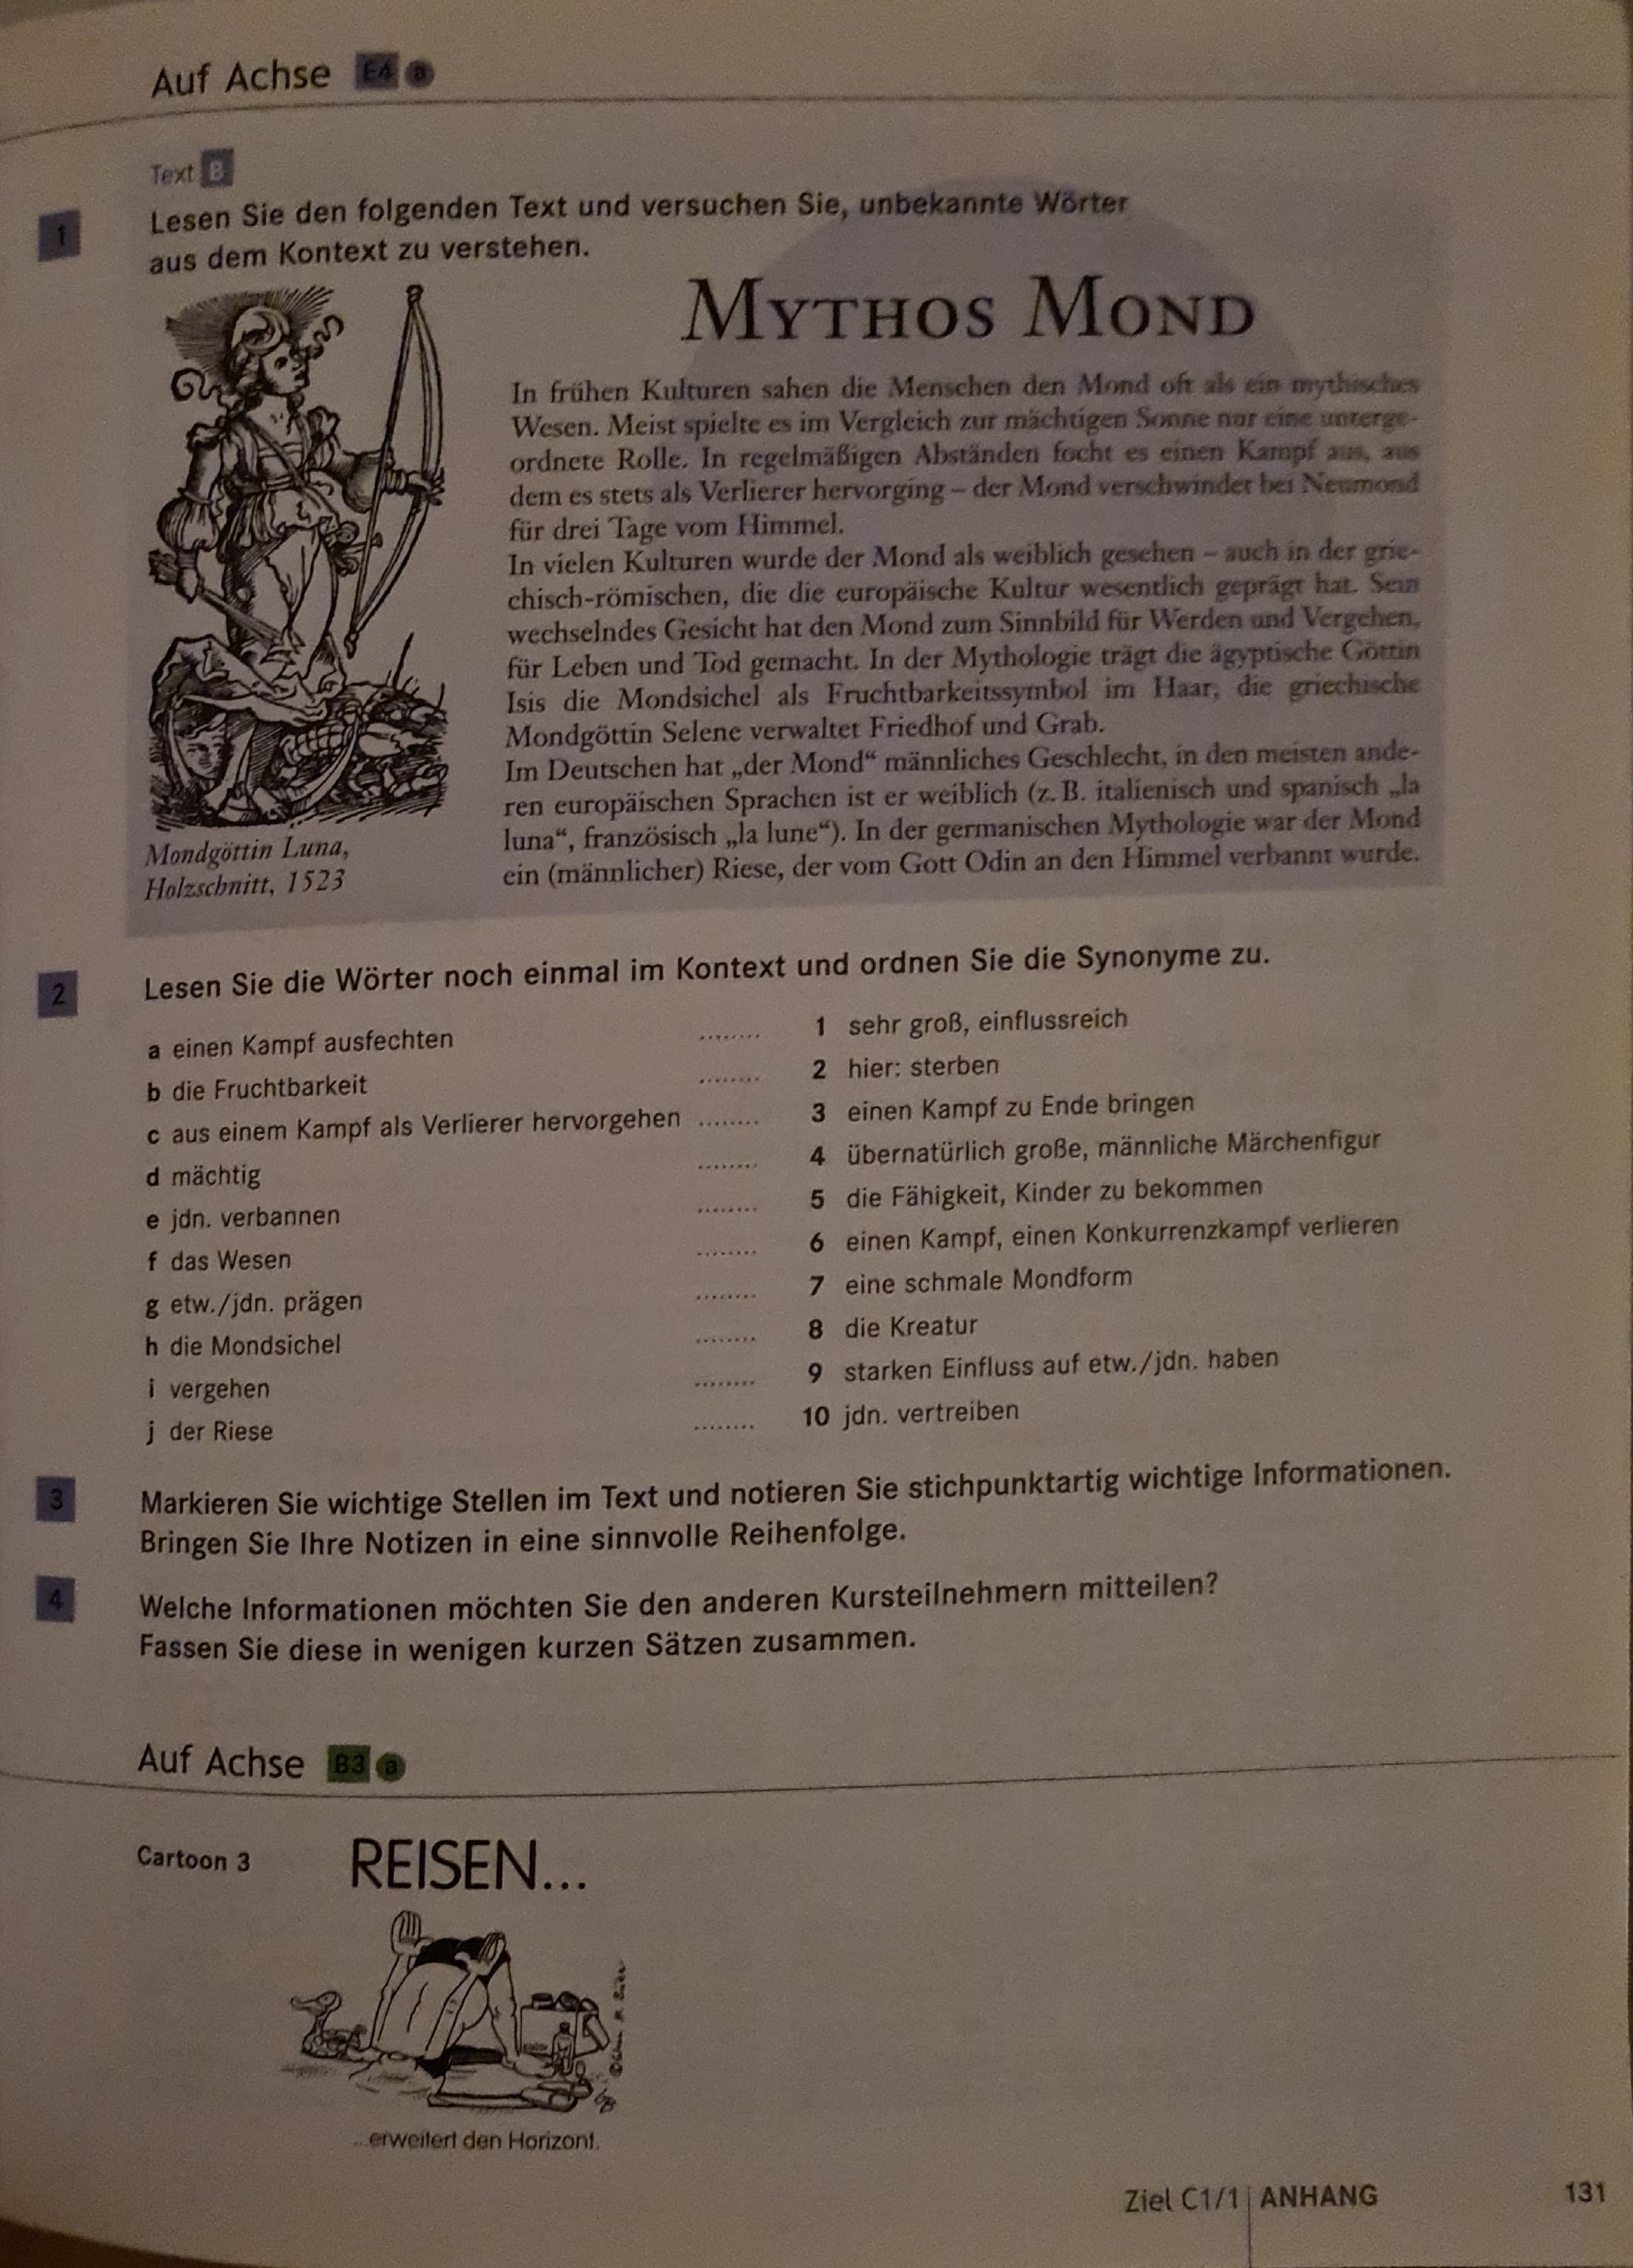 Auf Achse E4 a
Text B
1
Lesen Sie den folgenden Text und versuchen Sie, unbekannte Wörter
aus dem Kontext zu verstehen.
MYTHOS MOND
In frühen Kulturen sahen die Menschen den Mond oft als ein mythisches
Wesen. Meist spielte es im Vergleich zur mächtigen Sonne nur eine unterge-
ordnete Rolle. In regelmäßigen Abständen focht es einen Kampf aus, aus
dem es stets als Verlierer hervorging – der Mond verschwindet bei Neumond
für drei Tage vom Himmel.
In vielen Kulturen wurde der Mond als weiblich gesehen – auch in der grie-
chisch-römischen, die die europäische Kultur wesentlich geprägt hat. Sein
wechselndes Gesicht hat den Mond zum Sinnbild für Werden und Vergehen,
für Leben und Tod gemacht. In der Mythologie trägt die ägyptische Göttin
Isis die Mondsichel als Fruchtbarkeitssymbol im Haar, die griechische
Mondgöttin Selene verwaltet Friedhof und Grab.
Im Deutschen hat „der Mond“ männliches Geschlecht, in den meisten ande-
ren europäischen Sprachen ist er weiblich (z. B. italienisch und spanisch „la
luna“, französisch „la lune“). In der germanischen Mythologie war der Mond
ein (männlicher) Riese, der vom Gott Odin an den Himmel verbannt wurde.
Mondgöttin Luna,
Holzschnitt, 1523
2
Lesen Sie die Wörter noch einmal im Kontext und ordnen Sie die Synonyme zu.
a einen Kampf ausfechten ........ 1 sehr groß, einflussreich
b die Fruchtbarkeit ........ 2 hier: sterben
c aus einem Kampf als Verlierer hervorgehen ........ 3 einen Kampf zu Ende bringen
d mächtig ........ 4 übernatürlich große, männliche Märchenfigur
e jdn. verbannen ........ 5 die Fähigkeit, Kinder zu bekommen
f das Wesen ........ 6 einen Kampf, einen Konkurrenzkampf verlieren
g etw./jdn. prägen ........ 7 eine schmale Mondform
h die Mondsichel ........ 8 die Kreatur
i vergehen ........ 9 starken Einfluss auf etw./jdn. haben
j der Riese ........ 10 jdn. vertreiben
3
Markieren Sie wichtige Stellen im Text und notieren Sie stichpunktartig wichtige Informationen.
Bringen Sie Ihre Notizen in eine sinnvolle Reihenfolge.
4
Welche Informationen möchten Sie den anderen Kursteilnehmern mitteilen?
Fassen Sie diese in wenigen kurzen Sätzen zusammen.
Auf Achse B3 a
Cartoon 3
REISEN...
...erweitert den Horizont.
Ziel C1/1 ANHANG 131